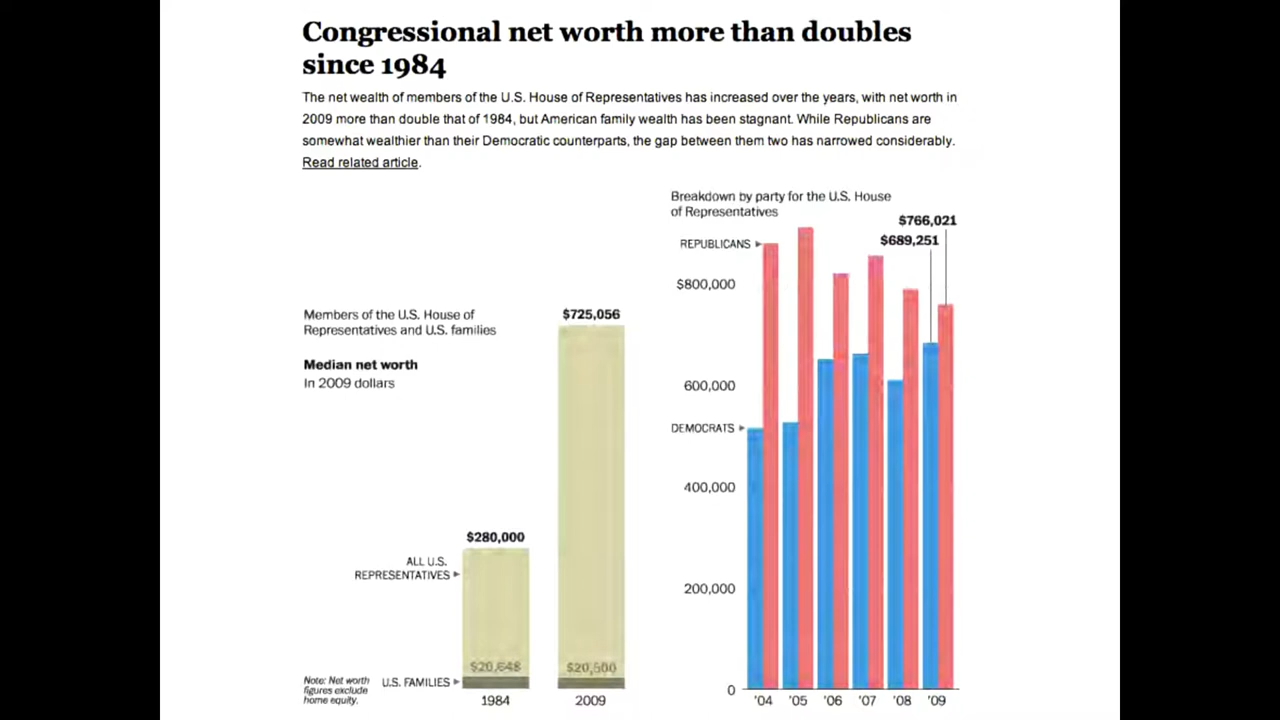 Congressional net worth more than doubles
since 1984
The net wealth of members of the U.S. House of Representatives has increased over the years, with net worth in
2009 more than double that of 1984, but American family wealth has been stagnant. While Republicans are
somewhat wealthier than their Democratic counterparts, the gap between them two has narrowed considerably.
Read related article.
Members of the U.S. House of
Representatives and U.S. families
Median net worth
In 2009 dollars
$725,056
$280,000
ALL U.S.
REPRESENTATIVES
$20,648
$20,500
U.S. FAMILIES
Note: Net worth
figures exclude
home equity.
1984
2009
Breakdown by party for the U.S. House
of Representatives
$766,021
$689,251
REPUBLICANS
$800,000
600,000
DEMOCRATS
400,000
200,000
0
'04 '05 '06 '07 '08 '09